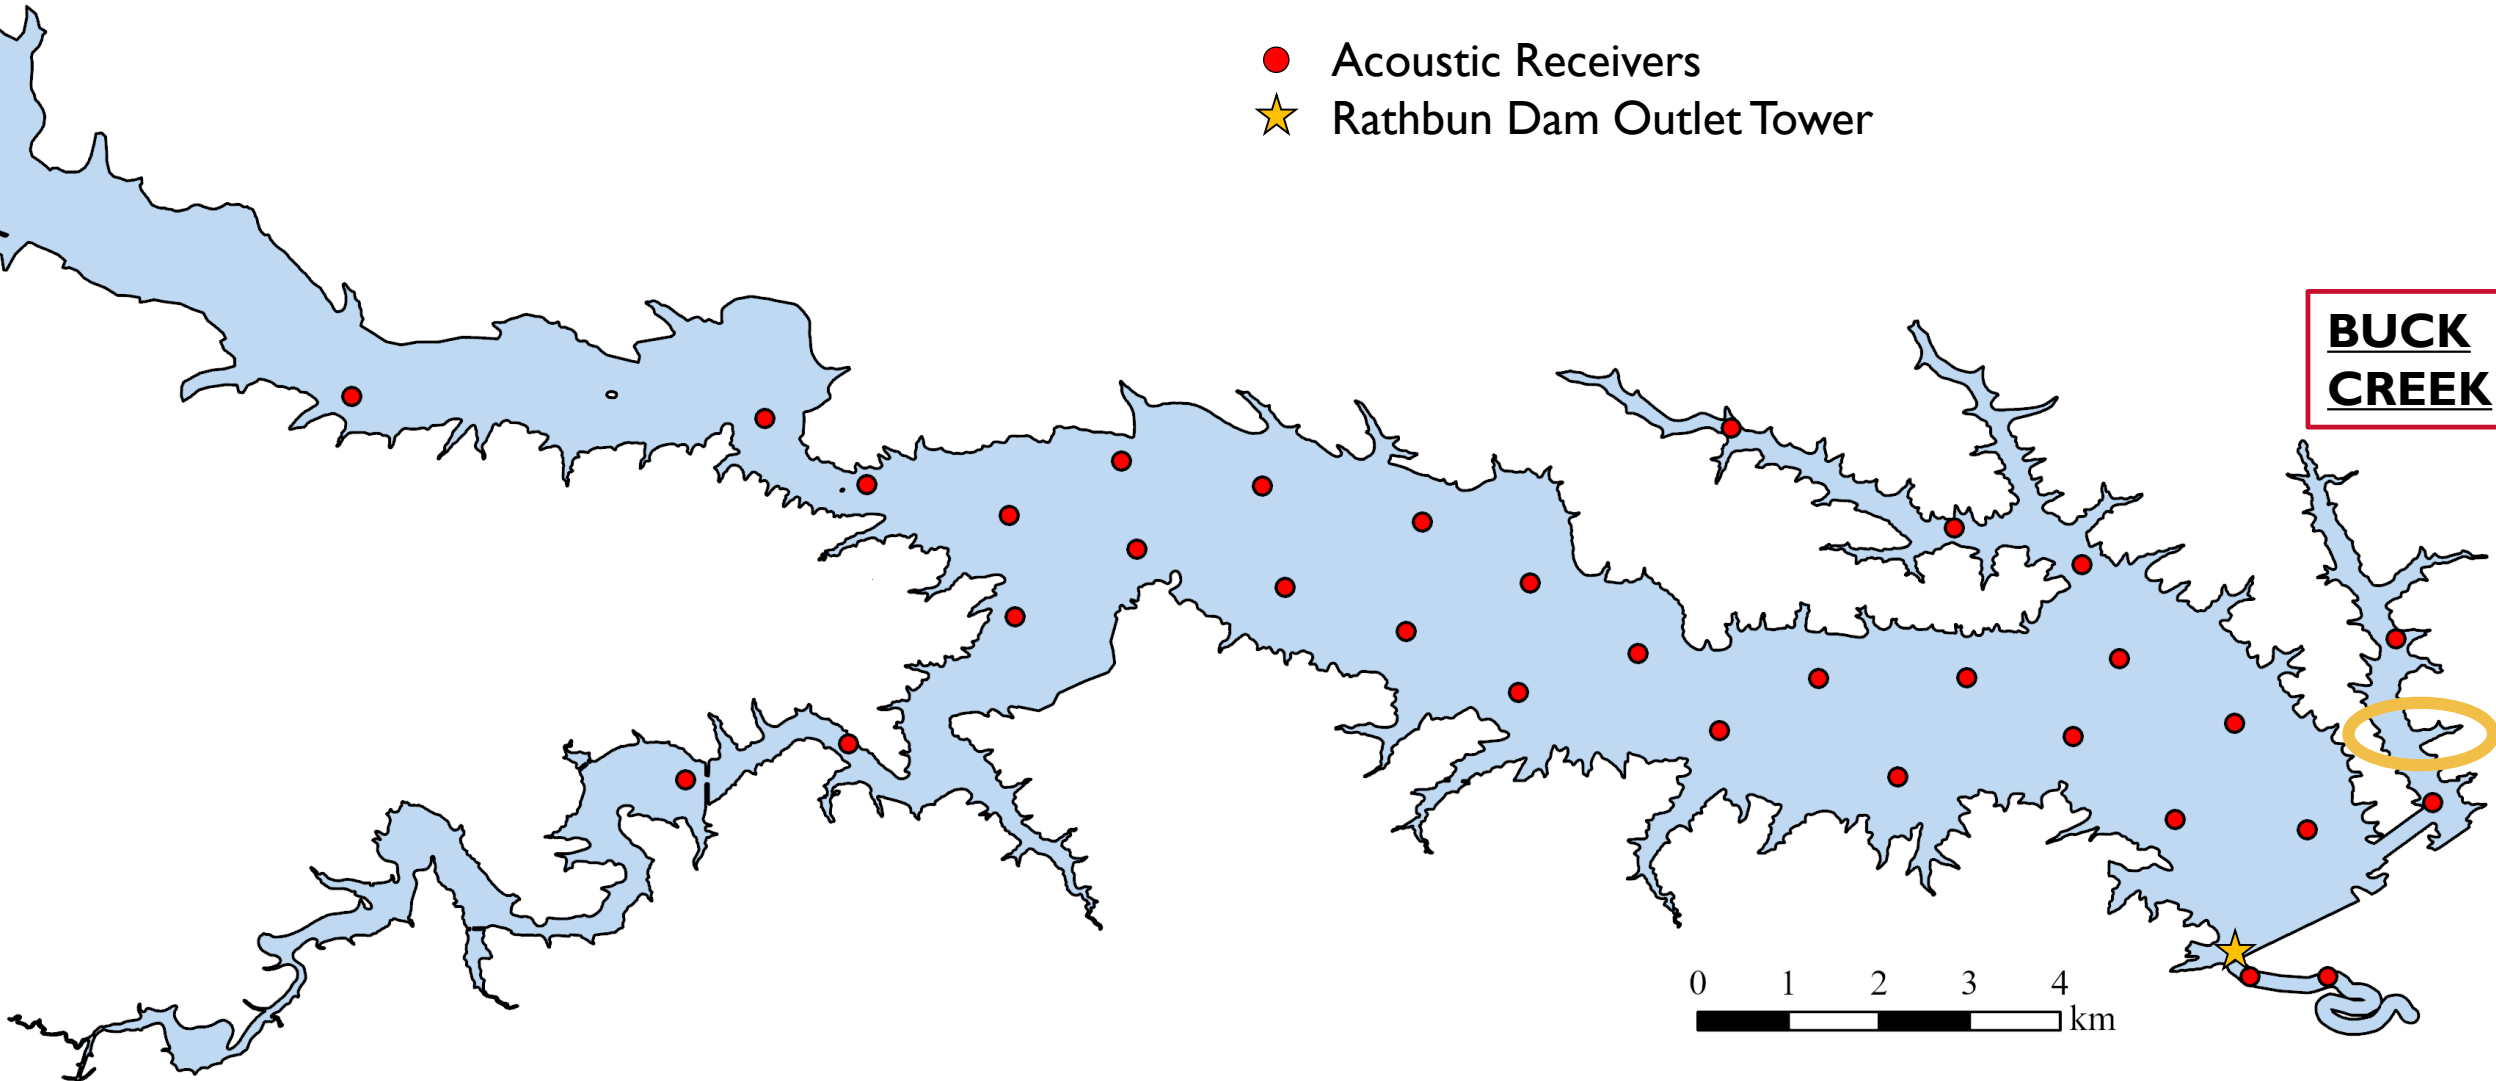 Acoustic Receivers
Rathbun Dam Outlet Tower
BUCK
CREEK
0 1 2 3 4
km